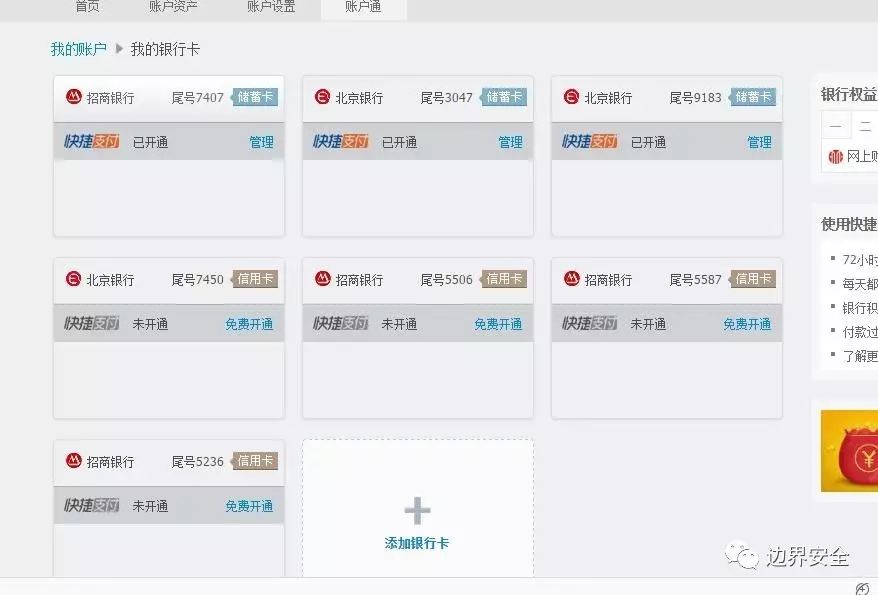 首页 账户资产 账户设置 账户通
我的账户 我的银行卡
招商银行 尾号7407 储蓄卡
快捷支付 已开通 管理
北京银行 尾号3047 储蓄卡
快捷支付 已开通 管理
北京银行 尾号9183 储蓄卡
快捷支付 已开通 管理
北京银行 尾号7450 信用卡
快捷支付 未开通 免费开通
招商银行 尾号5506 信用卡
快捷支付 未开通 免费开通
招商银行 尾号5587 信用卡
快捷支付 未开通 免费开通
招商银行 尾号5236 信用卡
快捷支付 未开通 免费开通
添加银行卡
银行权益
一 二
网上购
使用快捷
72小时
每天都
银行积
付款过
了解更
边界安全